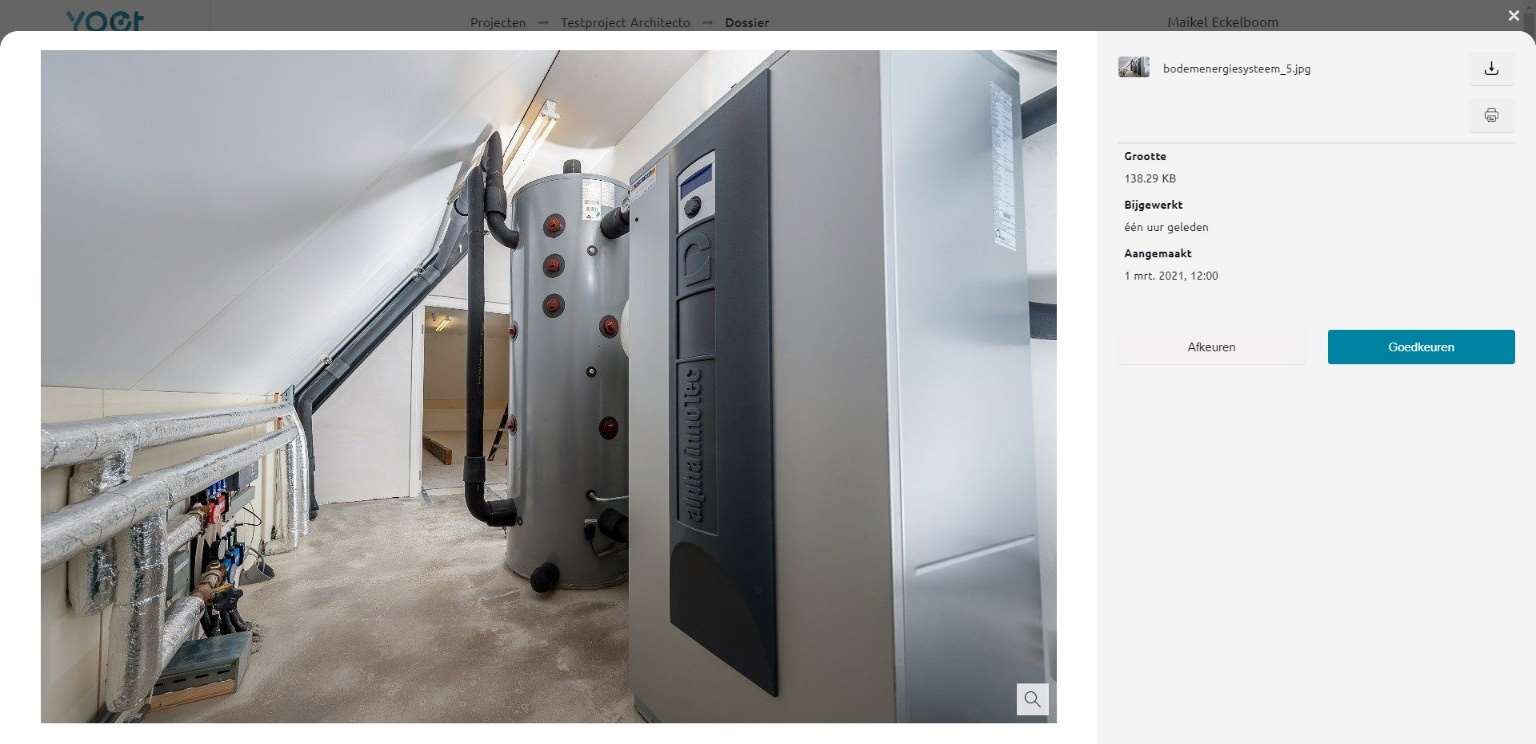 YOOT
Projecten → Testproject Architecto → Dossier
Maikel Eckelboom
bodemenergiesysteem_5.jpg
Grootte
138.29 KB
Bijgewerkt
één uur geleden
Aangemaakt
1 mrt. 2021, 12:00
Afkeuren
Goedkeuren
alpha innotec